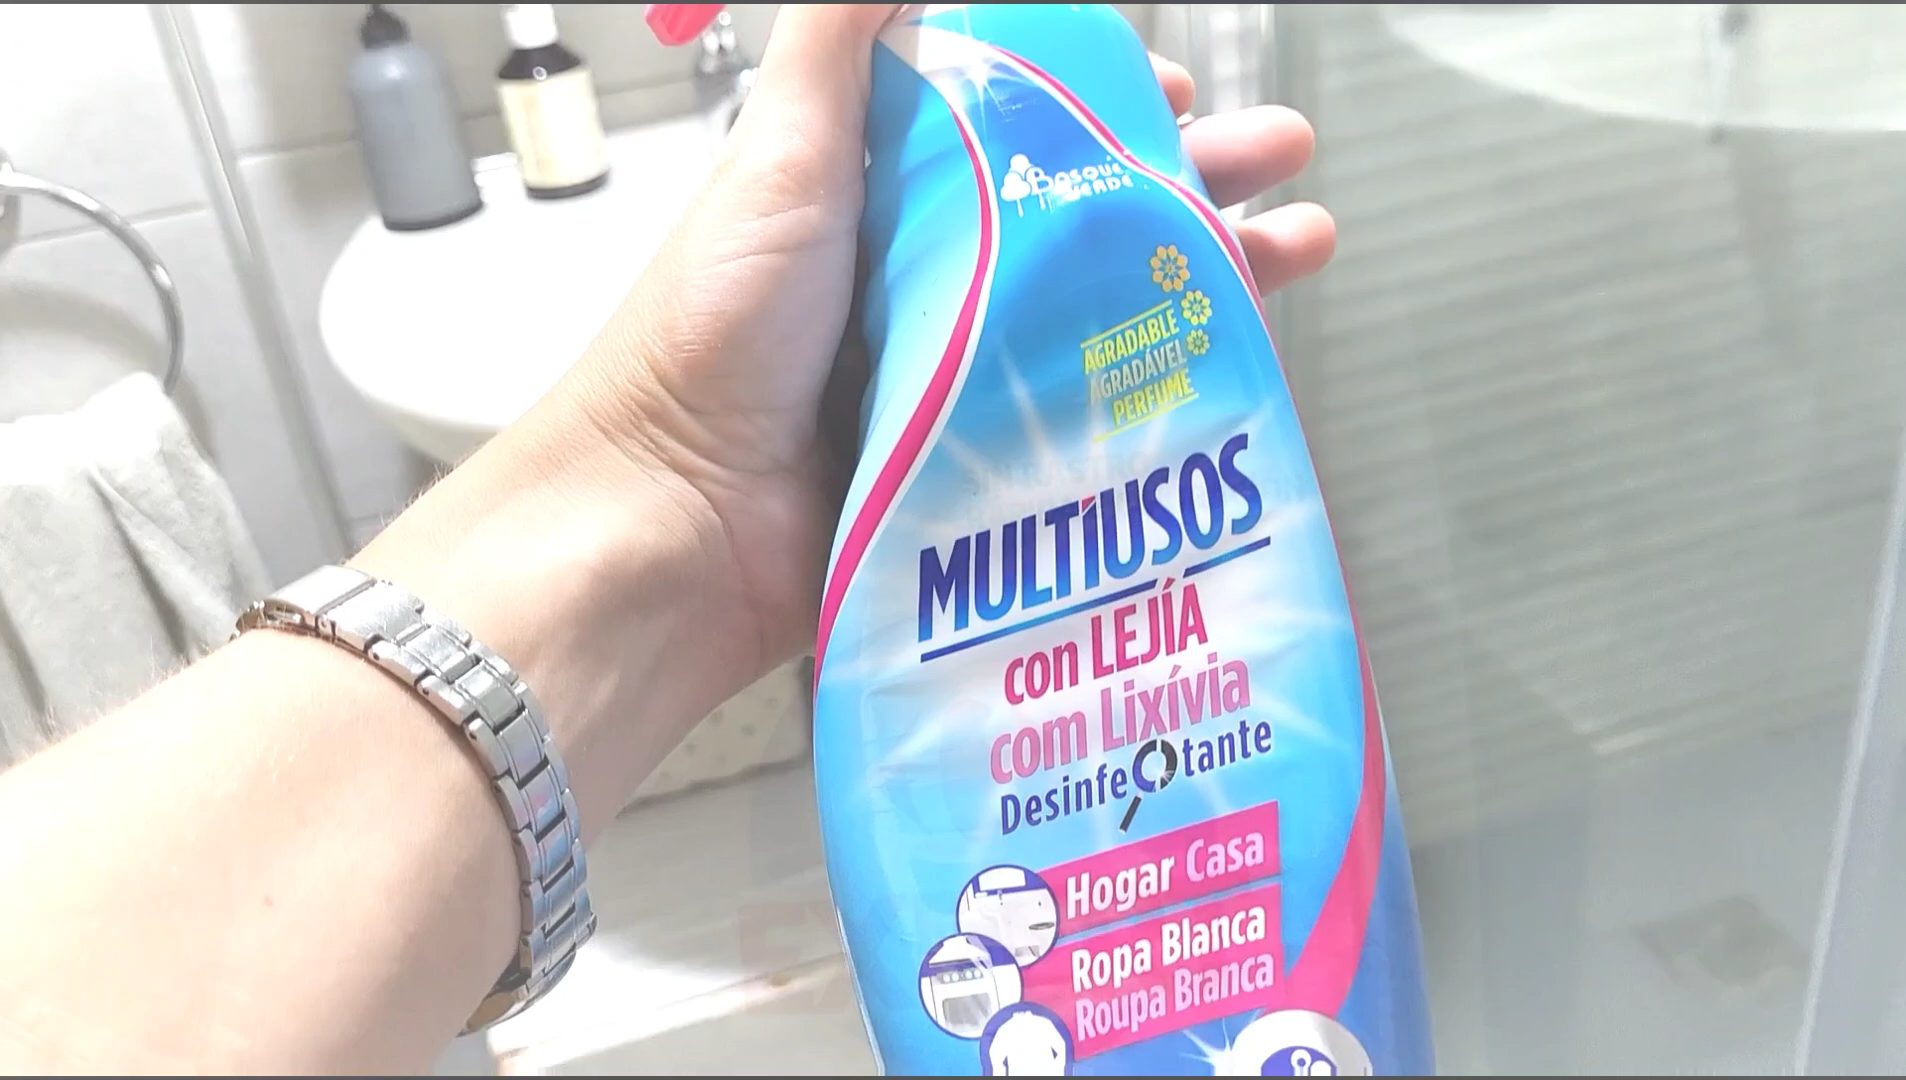 BOSQUE
VERDE
AGRADABLE
AGRADÁVEL
PERFUME
MULTIUSOS
con LEJÍA
com Lixívia
Desinfectante
Hogar Casa
Ropa Blanca
Roupa Branca